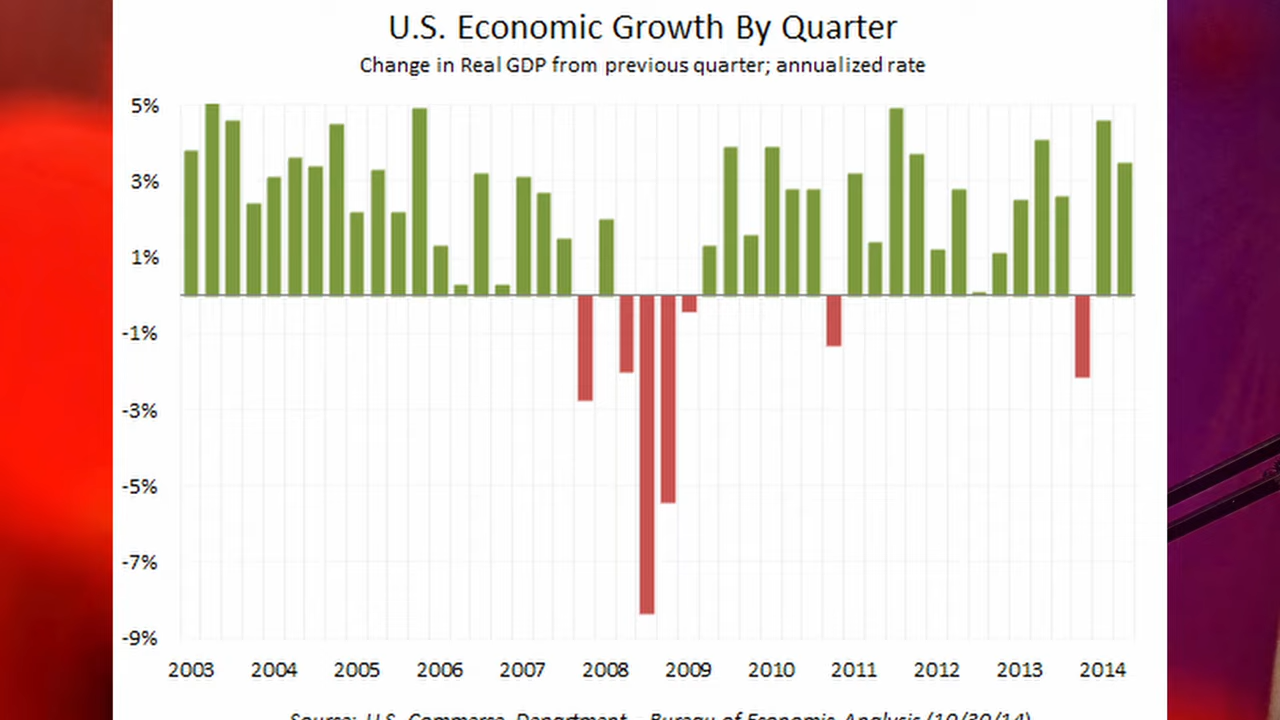 U.S. Economic Growth By Quarter
Change in Real GDP from previous quarter; annualized rate
5%
3%
1%
-1%
-3%
-5%
-7%
-9%
2003 2004 2005 2006 2007 2008 2009 2010 2011 2012 2013 2014
Source: U.S. Commerce Department - Bureau of Economic Analysis (10/30/14)